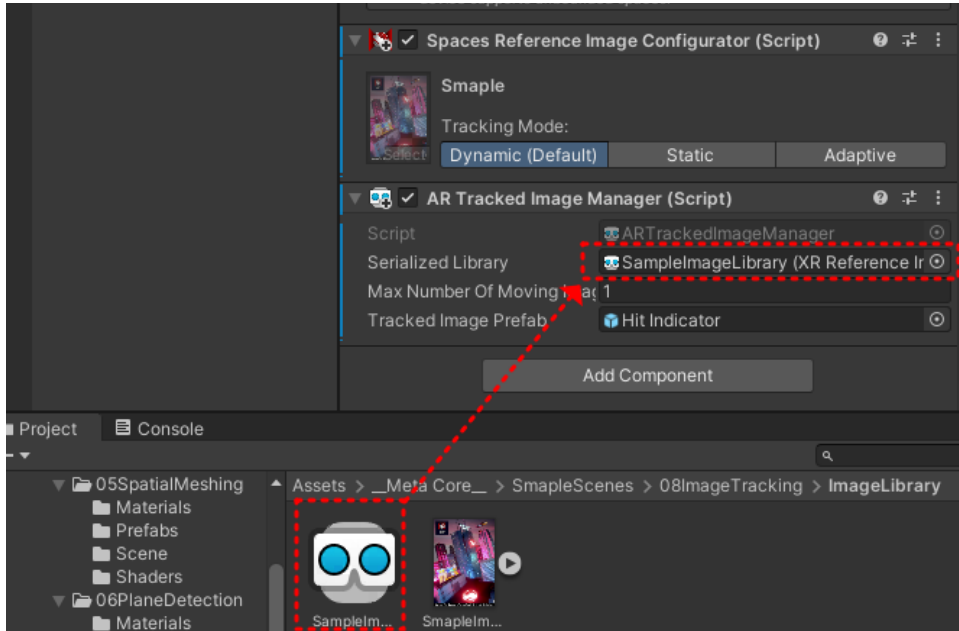 Spaces Reference Image Configurator (Script)
Smaple
Tracking Mode:
Select
Dynamic (Default)
Static
Adaptive
AR Tracked Image Manager (Script)
Script
ARTrackedImageManager
Serialized Library
SampleImageLibrary (XR Reference Ir
Max Number Of Moving
1
Tracked Image Prefab
Hit Indicator
Add Component
Project
Console
05SpatialMeshing
Assets > __Meta Core__ > SmapleScenes > 08ImageTracking > ImageLibrary
Materials
Prefabs
Scene
Shaders
06PlaneDetection
Materials
SampleIm...
SmapleIm...